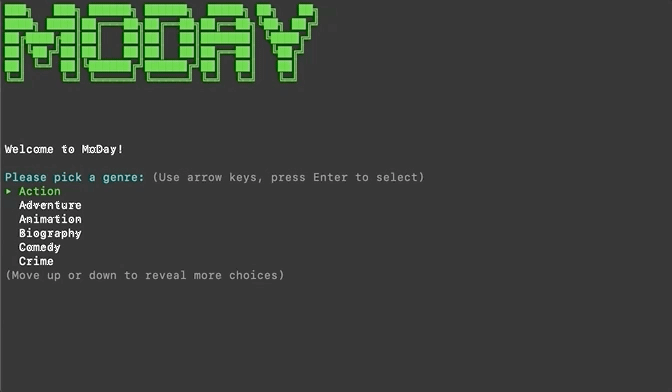 MODAY
Welcome to MoDay!
Please pick a genre: (Use arrow keys, press Enter to select)
▸ Action
Adventure
Animation
Biography
Comedy
Crime
(Move up or down to reveal more choices)